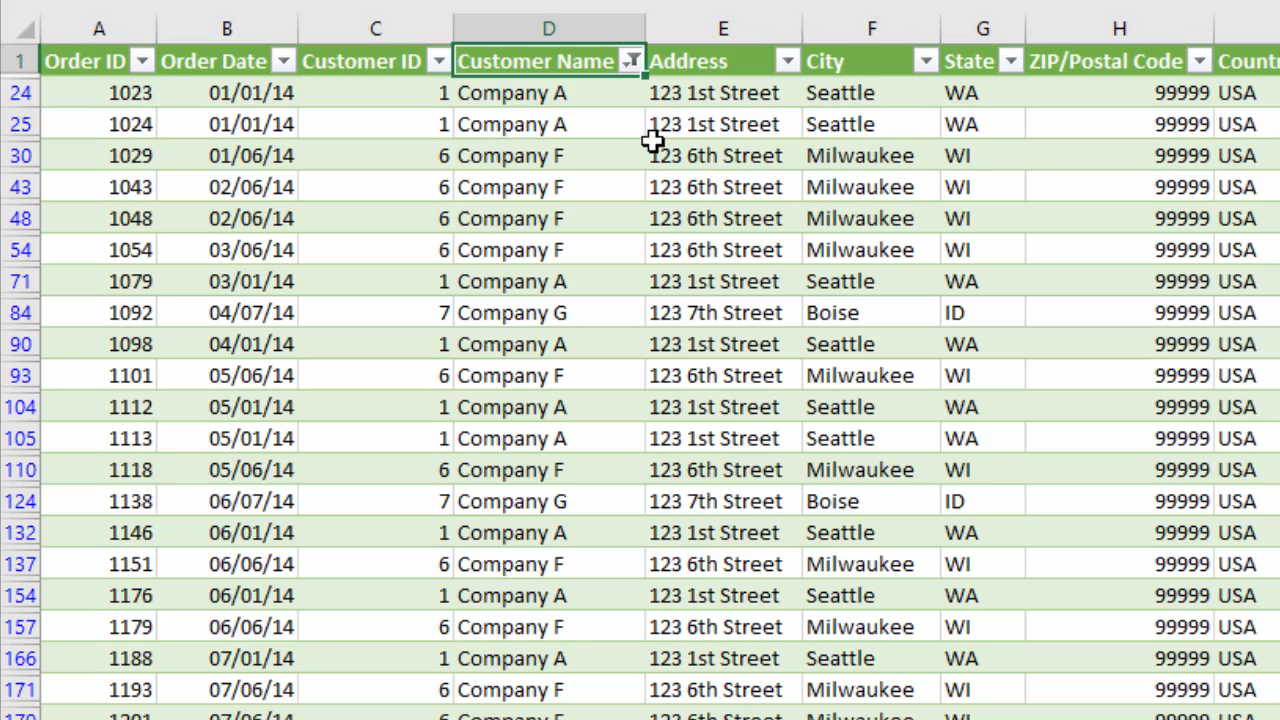 A B C D E F G H
1 Order ID Order Date Customer ID Customer Name Address City State ZIP/Postal Code
24 1023 01/01/14 1 Company A 123 1st Street Seattle WA 99999 USA
25 1024 01/01/14 1 Company A 123 1st Street Seattle WA 99999 USA
30 1029 01/06/14 6 Company F 123 6th Street Milwaukee WI 99999 USA
43 1043 02/06/14 6 Company F 123 6th Street Milwaukee WI 99999 USA
48 1048 02/06/14 6 Company F 123 6th Street Milwaukee WI 99999 USA
54 1054 03/06/14 6 Company F 123 6th Street Milwaukee WI 99999 USA
71 1079 03/01/14 1 Company A 123 1st Street Seattle WA 99999 USA
84 1092 04/07/14 7 Company G 123 7th Street Boise ID 99999 USA
90 1098 04/01/14 1 Company A 123 1st Street Seattle WA 99999 USA
93 1101 05/06/14 6 Company F 123 6th Street Milwaukee WI 99999 USA
104 1112 05/01/14 1 Company A 123 1st Street Seattle WA 99999 USA
105 1113 05/01/14 1 Company A 123 1st Street Seattle WA 99999 USA
110 1118 05/06/14 6 Company F 123 6th Street Milwaukee WI 99999 USA
124 1138 06/07/14 7 Company G 123 7th Street Boise ID 99999 USA
132 1146 06/01/14 1 Company A 123 1st Street Seattle WA 99999 USA
137 1151 06/06/14 6 Company F 123 6th Street Milwaukee WI 99999 USA
154 1176 06/01/14 1 Company A 123 1st Street Seattle WA 99999 USA
157 1179 06/06/14 6 Company F 123 6th Street Milwaukee WI 99999 USA
166 1188 07/01/14 1 Company A 123 1st Street Seattle WA 99999 USA
171 1193 07/06/14 6 Company F 123 6th Street Milwaukee WI 99999 USA